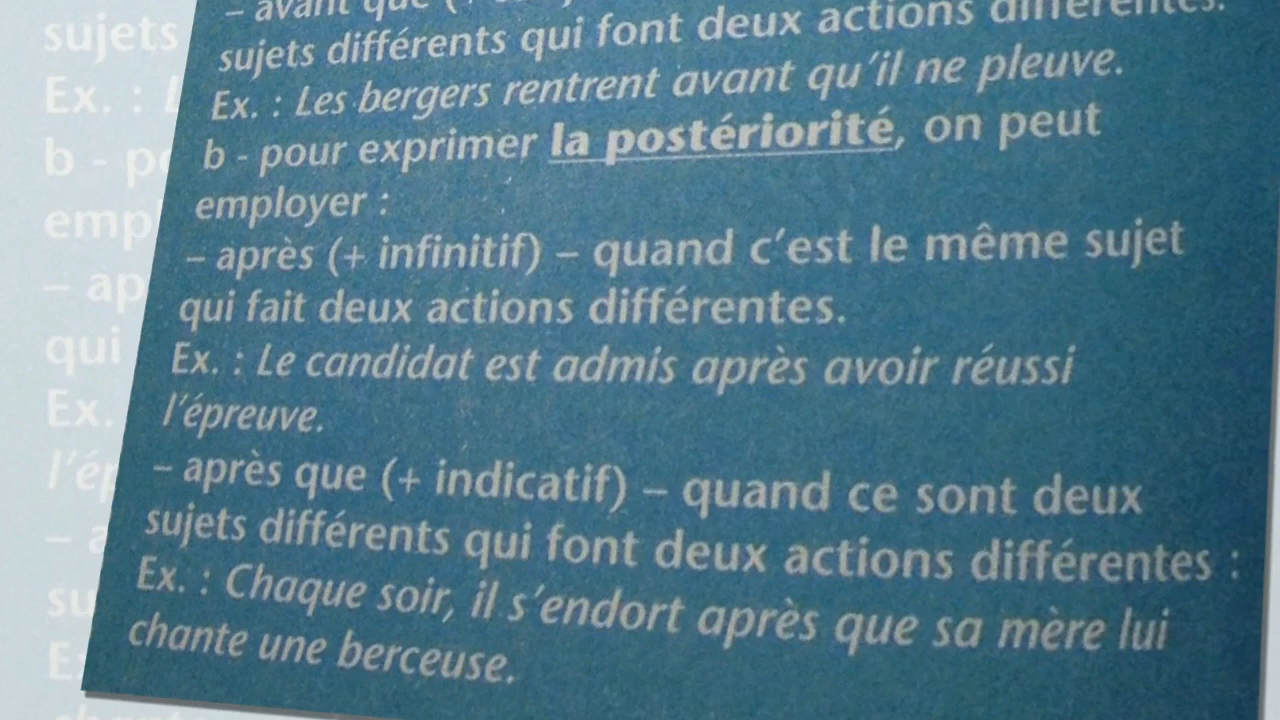 – avant que (+
sujets différents qui font deux actions différentes.
Ex. : Les bergers rentrent avant qu'il ne pleuve.
b - pour exprimer la postériorité, on peut
employer :
– après (+ infinitif) – quand c'est le même sujet
qui fait deux actions différentes.
Ex. : Le candidat est admis après avoir réussi
l'épreuve.
– après que (+ indicatif) – quand ce sont deux
sujets différents qui font deux actions différentes :
Ex. : Chaque soir, il s'endort après que sa mère lui
chante une berceuse.